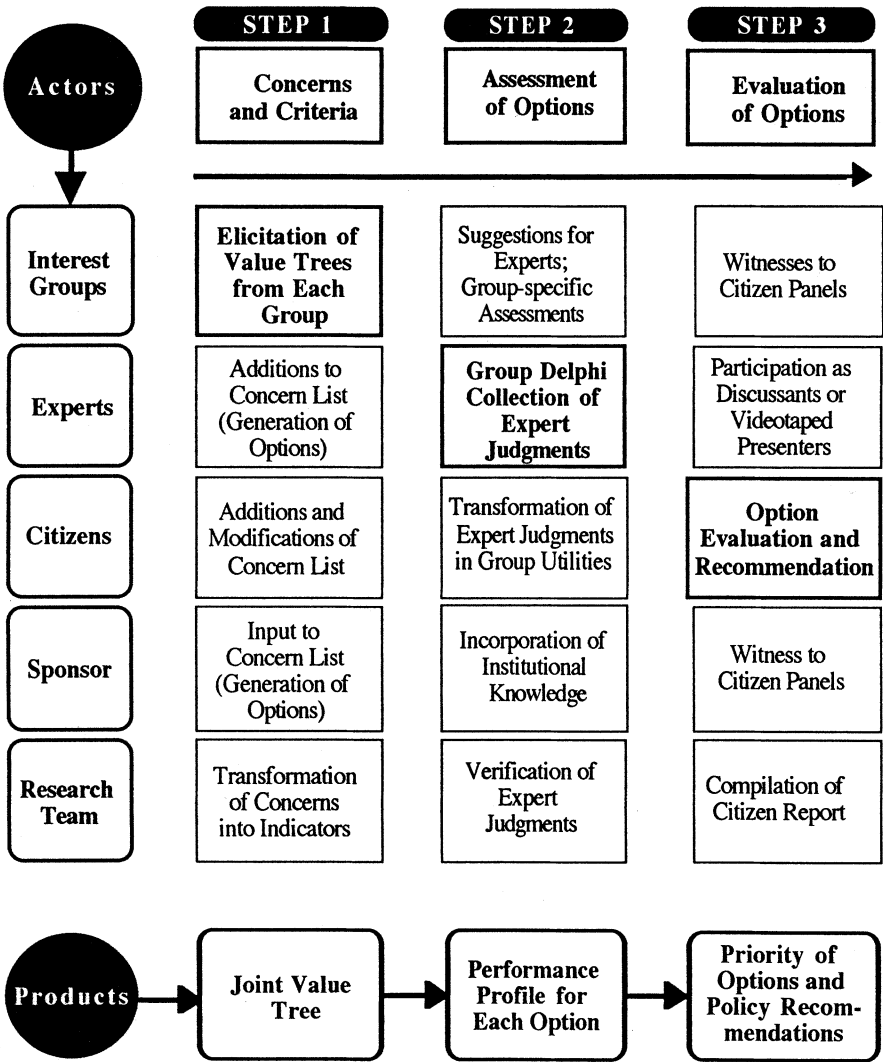 STEP 1
STEP 2
STEP 3
Actors
Concerns
and Criteria
Assessment
of Options
Evaluation
of Options
Interest
Groups
Elicitation of
Value Trees
from Each
Group
Suggestions for
Experts;
Group-specific
Assessments
Witnesses to
Citizen Panels
Experts
Additions to
Concern List
(Generation of
Options)
Group Delphi
Collection of
Expert
Judgments
Participation as
Discussants or
Videotaped
Presenters
Citizens
Additions and
Modifications of
Concern List
Transformation of
Expert Judgments
in Group Utilities
Option
Evaluation and
Recommendation
Sponsor
Input to
Concern List
(Generation of
Options)
Incorporation of
Institutional
Knowledge
Witness to
Citizen Panels
Research
Team
Transformation
of Concerns
into Indicators
Verification of
Expert
Judgments
Compilation of
Citizen Report
Products
Joint Value
Tree
Performance
Profile for
Each Option
Priority of
Options and
Policy Recom-
mendations